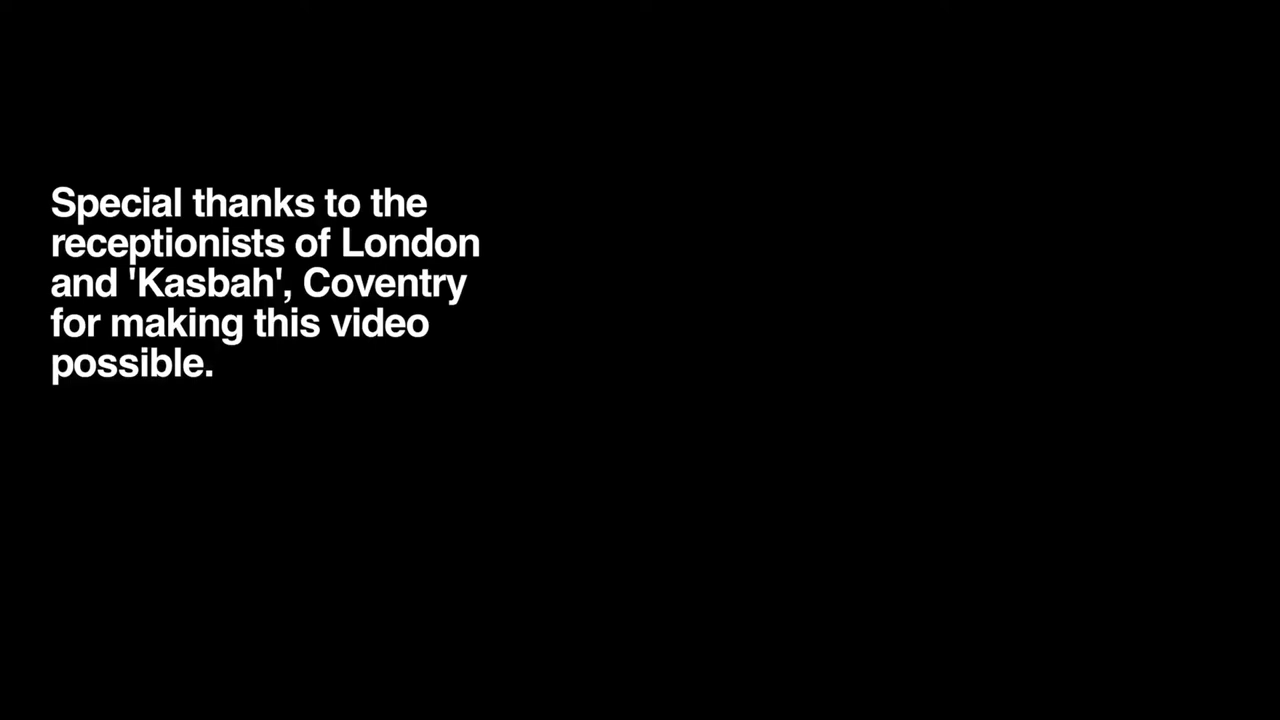 Special thanks to the
receptionists of London
and 'Kasbah', Coventry
for making this video
possible.